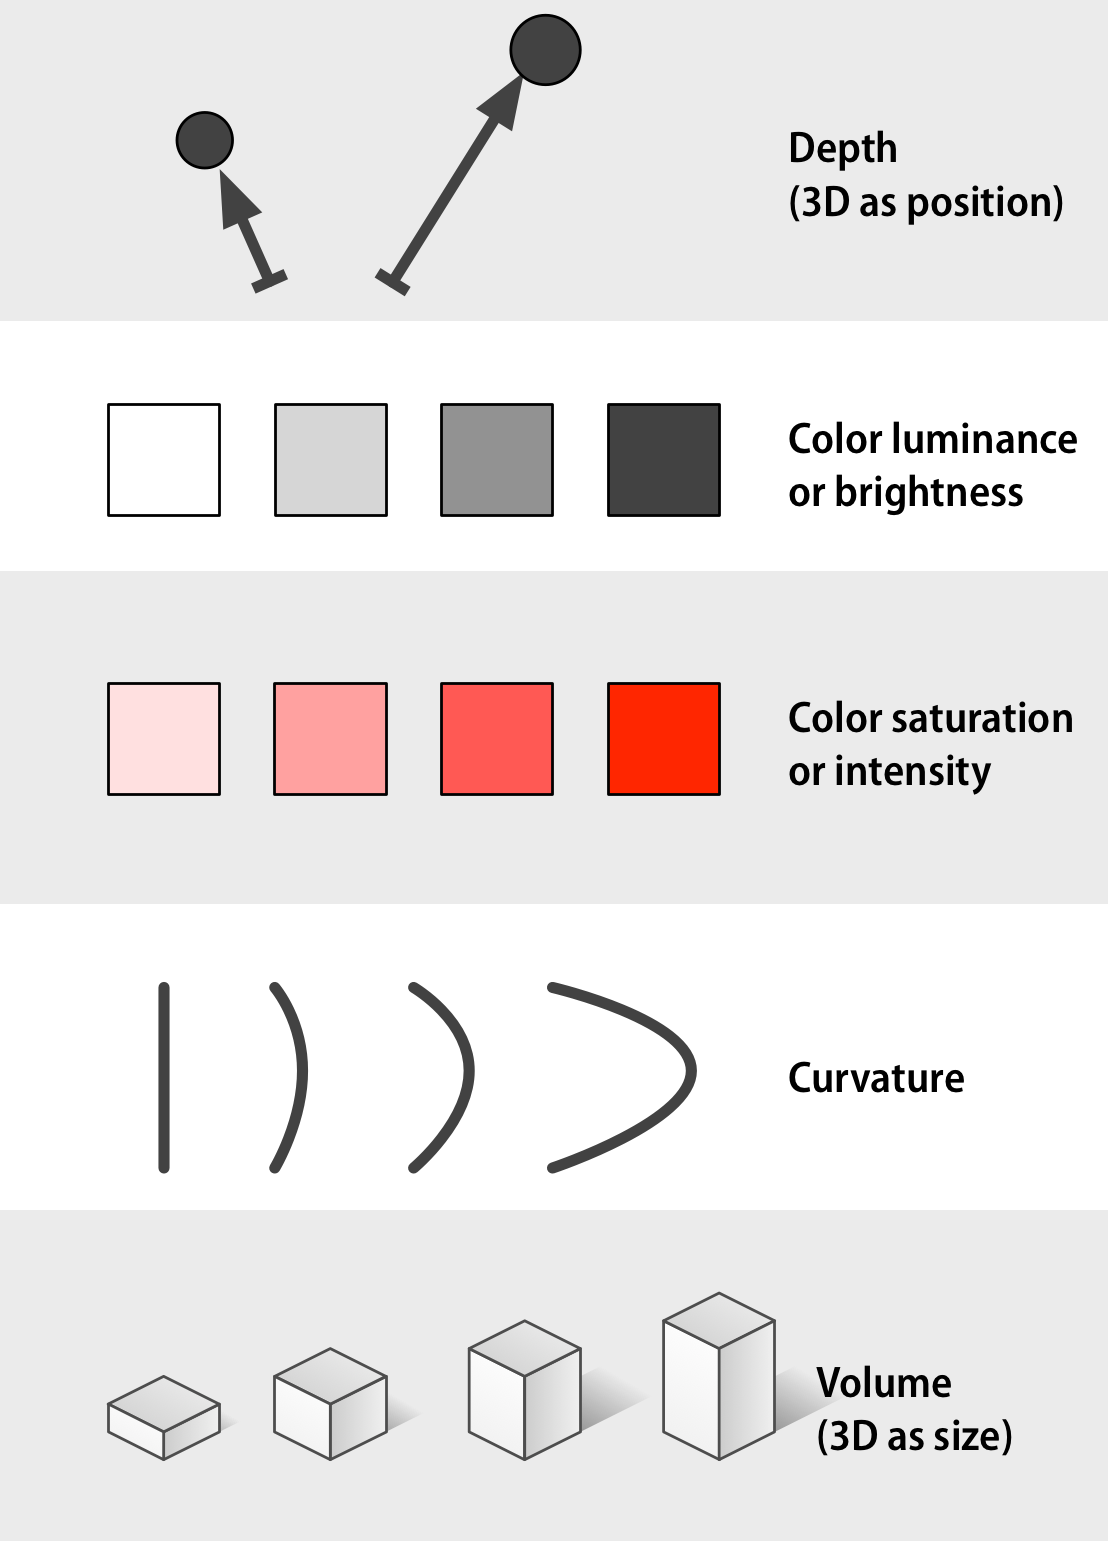 Depth
(3D as position)
Color luminance
or brightness
Color saturation
or intensity
Curvature
Volume
(3D as size)